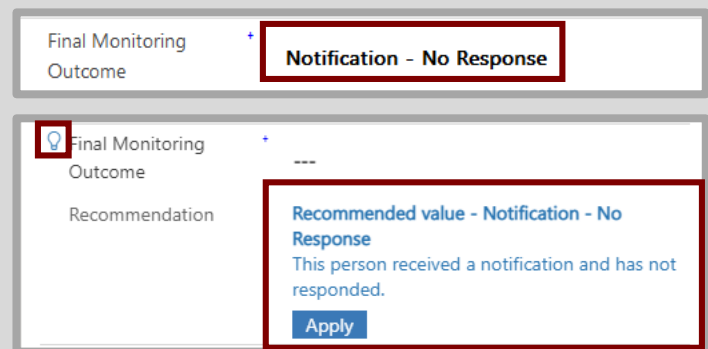 Final Monitoring +
Outcome
Notification - No Response
Final Monitoring +
Outcome
---
Recommendation
Recommended value - Notification - No
Response
This person received a notification and has not
responded.
Apply